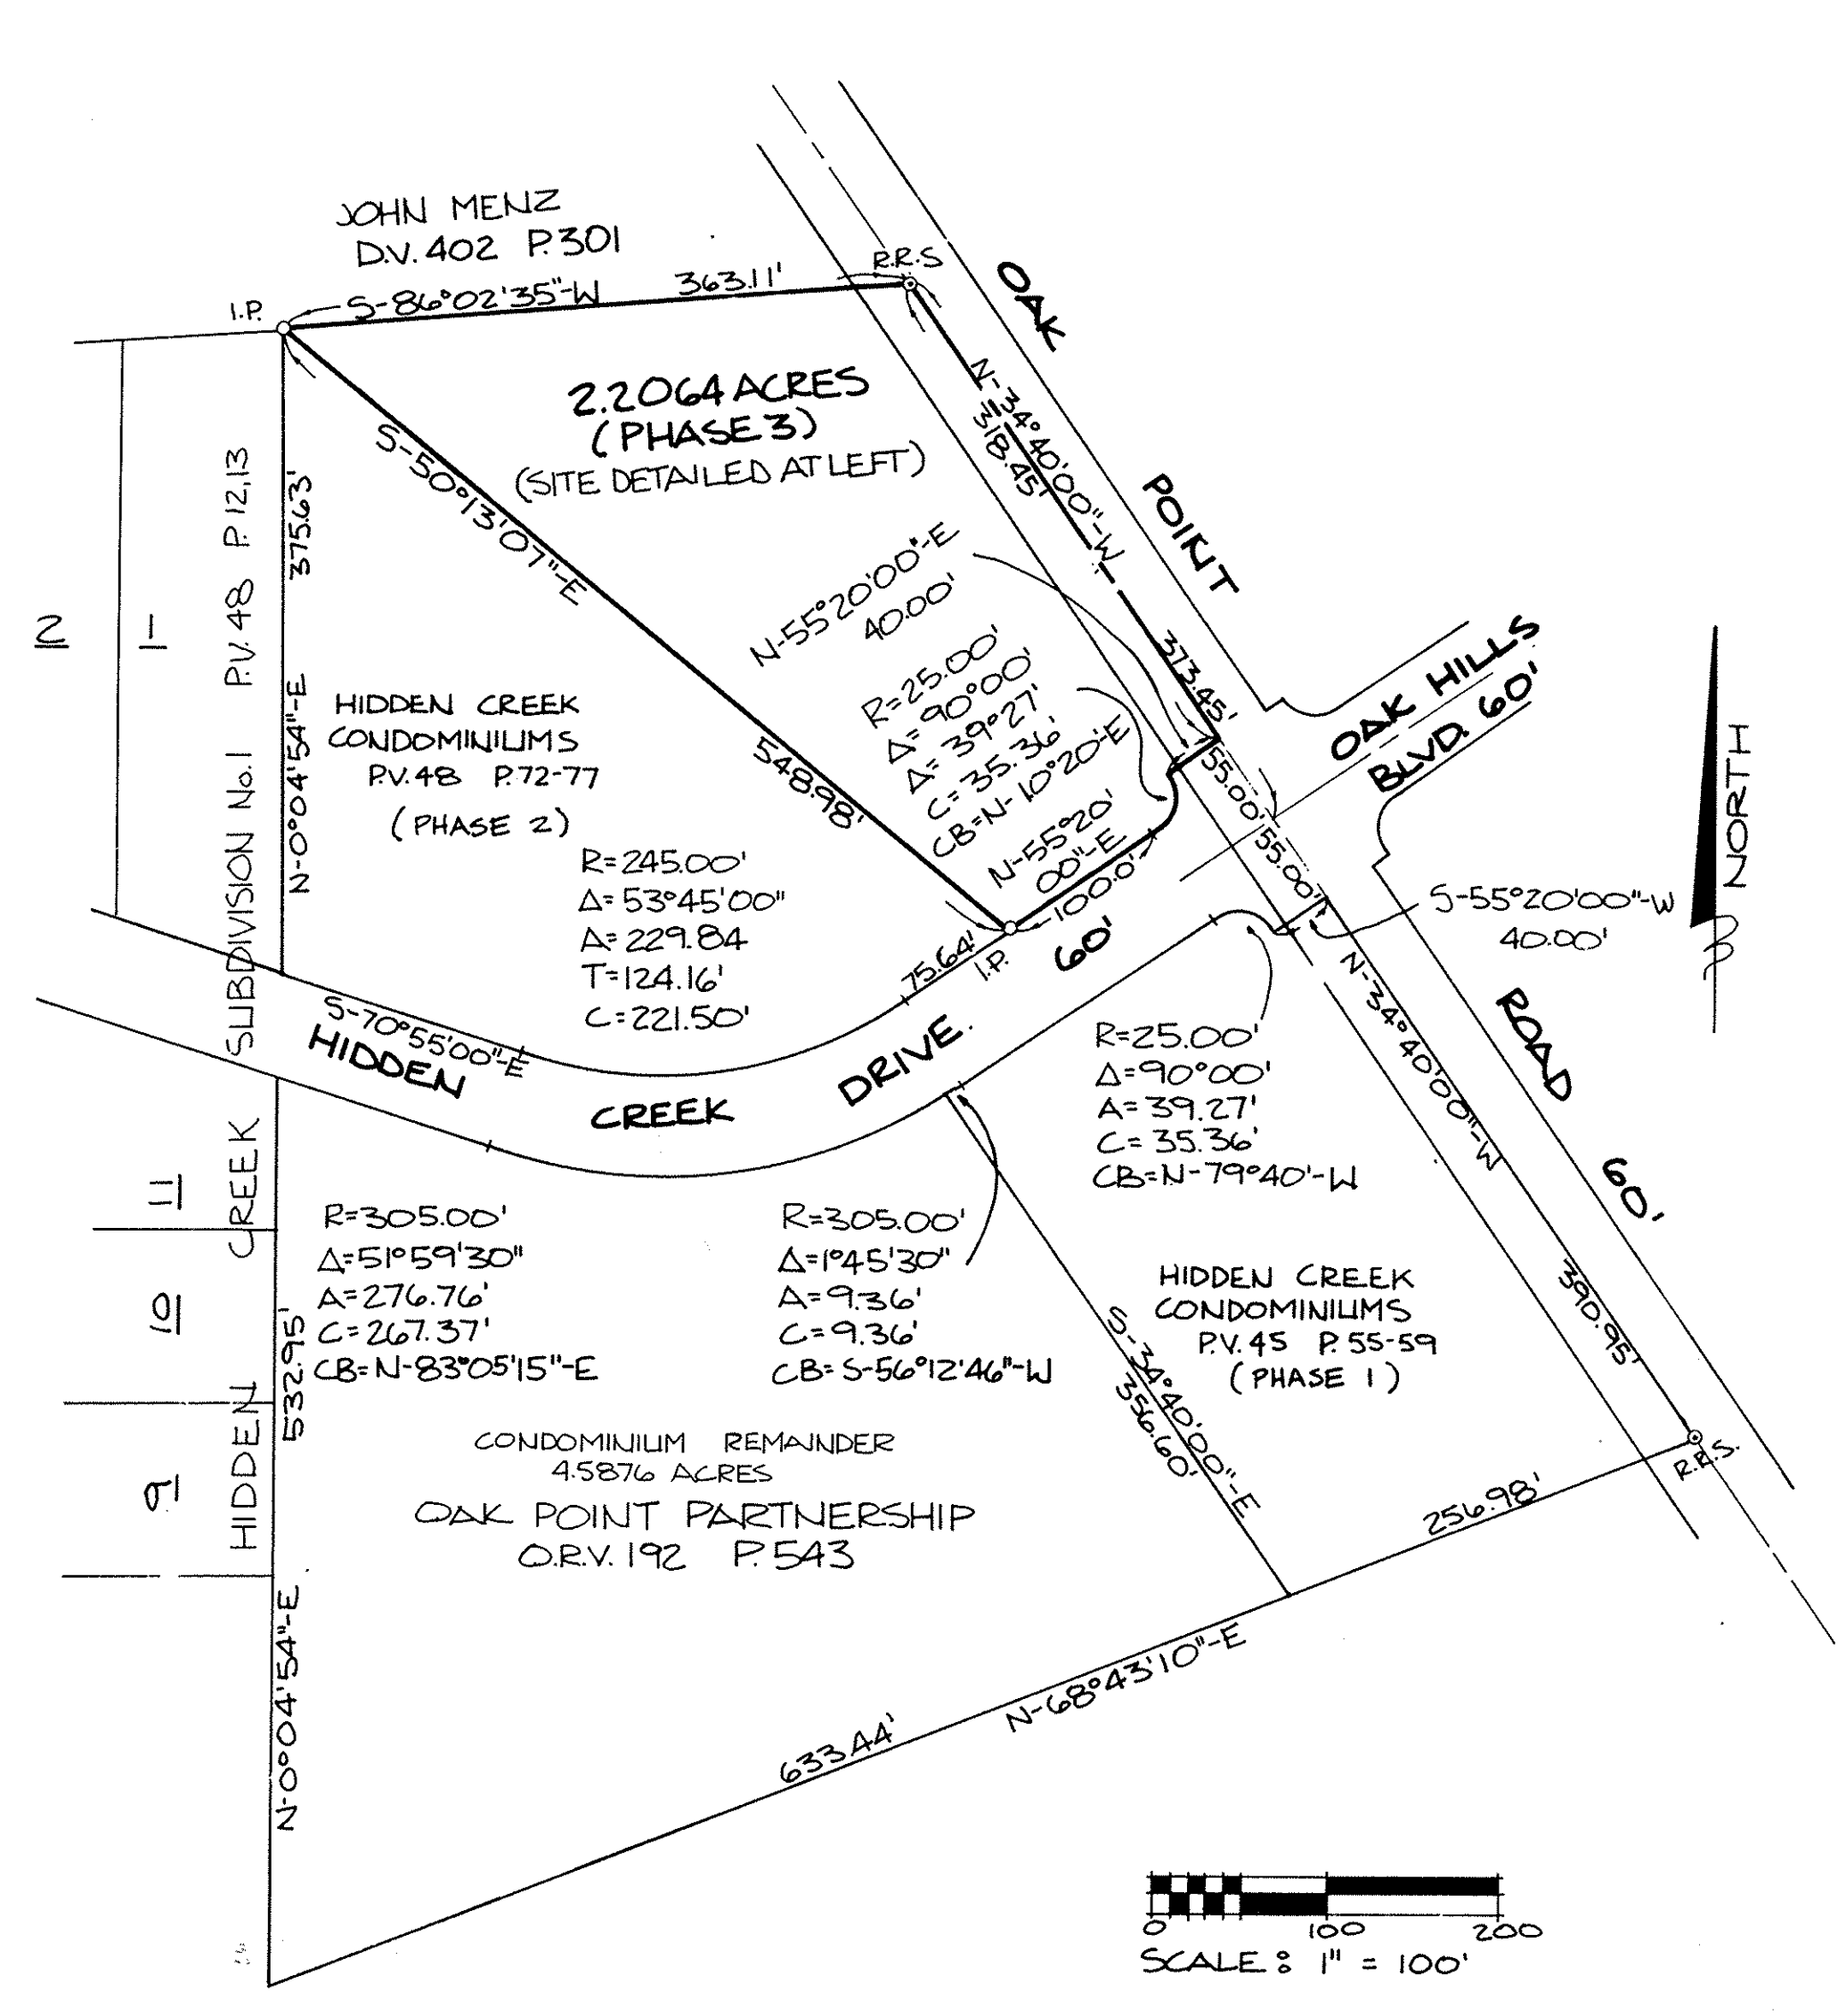 JOHN MENZ
D.V. 402 P. 301
I.P.
S-86°02'35"-W 363.11'
R.R.S
OAK
POINT
ROAD
60'
2.2064 ACRES
(PHASE 3)
(SITE DETAILED AT LEFT)
N-34°40'00"-W
318.45'
373.45'
S-50°13'07"-E
548.98'
N-55°20'00"-E
40.00'
R=25.00'
Δ=90°00'
A=39°27'
C=35.36'
CB=N-10°20'-E
N-55°20'
00"-E
100.0'
55.00'
55.00'
OAK HILLS
BLVD. 60'
NORTH
S-55°20'00"-W
40.00'
2
1
HIDDEN CREEK SUBDIVISION No.1 P.V. 48 P. 12,13
375.63'
N-0°04'54"-E
HIDDEN CREEK
CONDOMINIUMS
P.V. 48 P. 72-77
(PHASE 2)
R=245.00'
Δ=53°45'00"
A=229.84
T=124.16'
C=221.50'
75.64'
I.P.
60'
S-70°55'00"-E
HIDDEN
CREEK
DRIVE.
R=25.00'
Δ=90°00'
A=39.27'
C=35.36'
CB=N-79°40'-W
N-34°40'00"-W
390.95'
R.R.S.
11
10
9
R=305.00'
Δ=51°59'30"
A=276.76'
C=267.37'
CB=N-83°05'15"-E
R=305.00'
Δ=1°45'30"
A=9.36'
C=9.36'
CB=S-56°12'46"-W
HIDDEN CREEK
CONDOMINIUMS
P.V. 45 P. 55-59
(PHASE 1)
S-34°40'00"-E
356.60'
532.95'
N-0°04'54"-E
CONDOMINIUM REMAINDER
4.5876 ACRES
OAK POINT PARTNERSHIP
O.R.V. 192 P. 543
256.98'
N-68°43'10"-E
633.44'
0 100 200
SCALE: 1" = 100'